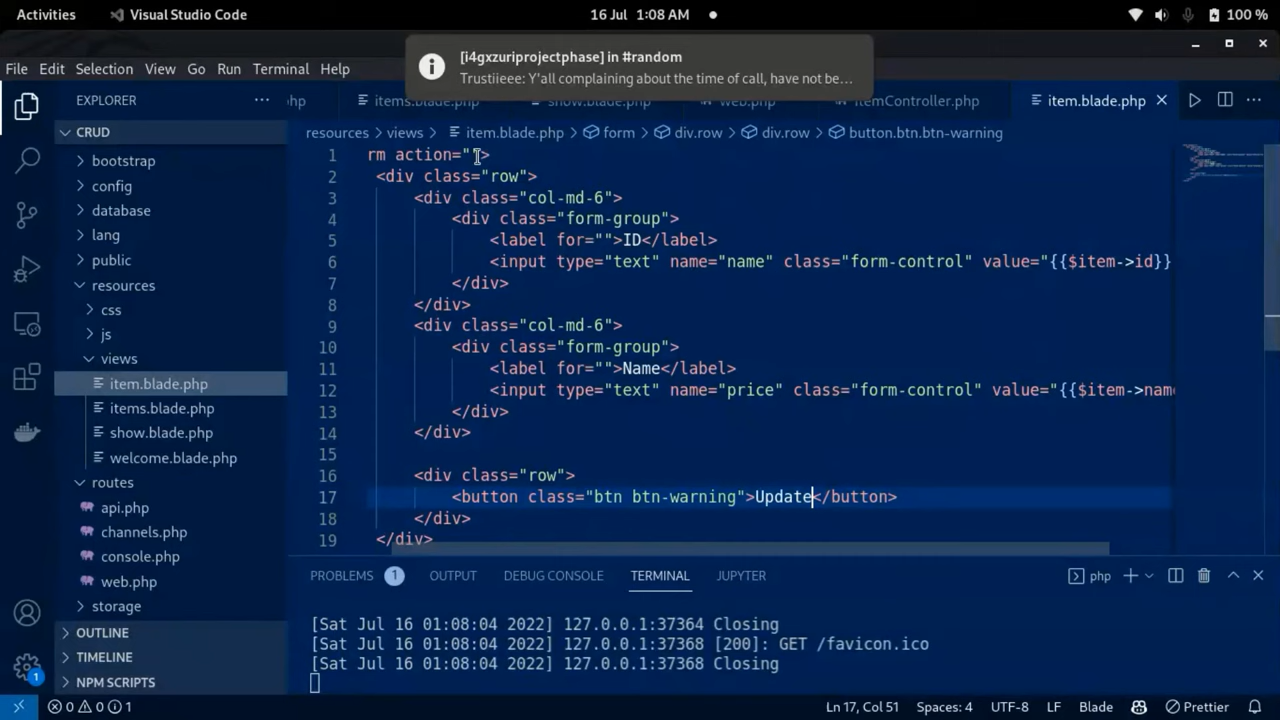 Activities Visual Studio Code 16 Jul 1:08 AM 100 %
[i4gxzuriprojectphase] in #random
Trustiieee: Y'all complaining about the time of call, have not be...
File Edit Selection View Go Run Terminal Help
EXPLORER ... hp items.blade.php show.blade.php web.php ItemController.php item.blade.php
CRUD
resources > views > item.blade.php > form > div.row > div.row > button.btn.btn-warning
bootstrap
config
database
lang
public
resources
css
js
views
item.blade.php
items.blade.php
show.blade.php
welcome.blade.php
routes
api.php
channels.php
console.php
web.php
storage
OUTLINE
TIMELINE
NPM SCRIPTS
1 rm action="">
2 <div class="row">
3 <div class="col-md-6">
4 <div class="form-group">
5 <label for="">ID</label>
6 <input type="text" name="name" class="form-control" value="{{$item->id}}
7 </div>
8 </div>
9 <div class="col-md-6">
10 <div class="form-group">
11 <label for="">Name</label>
12 <input type="text" name="price" class="form-control" value="{{$item->name
13 </div>
14 </div>
15
16 <div class="row">
17 <button class="btn btn-warning">Update</button>
18 </div>
19 </div>
PROBLEMS 1 OUTPUT DEBUG CONSOLE TERMINAL JUPYTER php
[Sat Jul 16 01:08:04 2022] 127.0.0.1:37364 Closing
[Sat Jul 16 01:08:04 2022] 127.0.0.1:37368 [200]: GET /favicon.ico
[Sat Jul 16 01:08:04 2022] 127.0.0.1:37368 Closing
1
0 0 1 Ln 17, Col 51 Spaces: 4 UTF-8 LF Blade Prettier